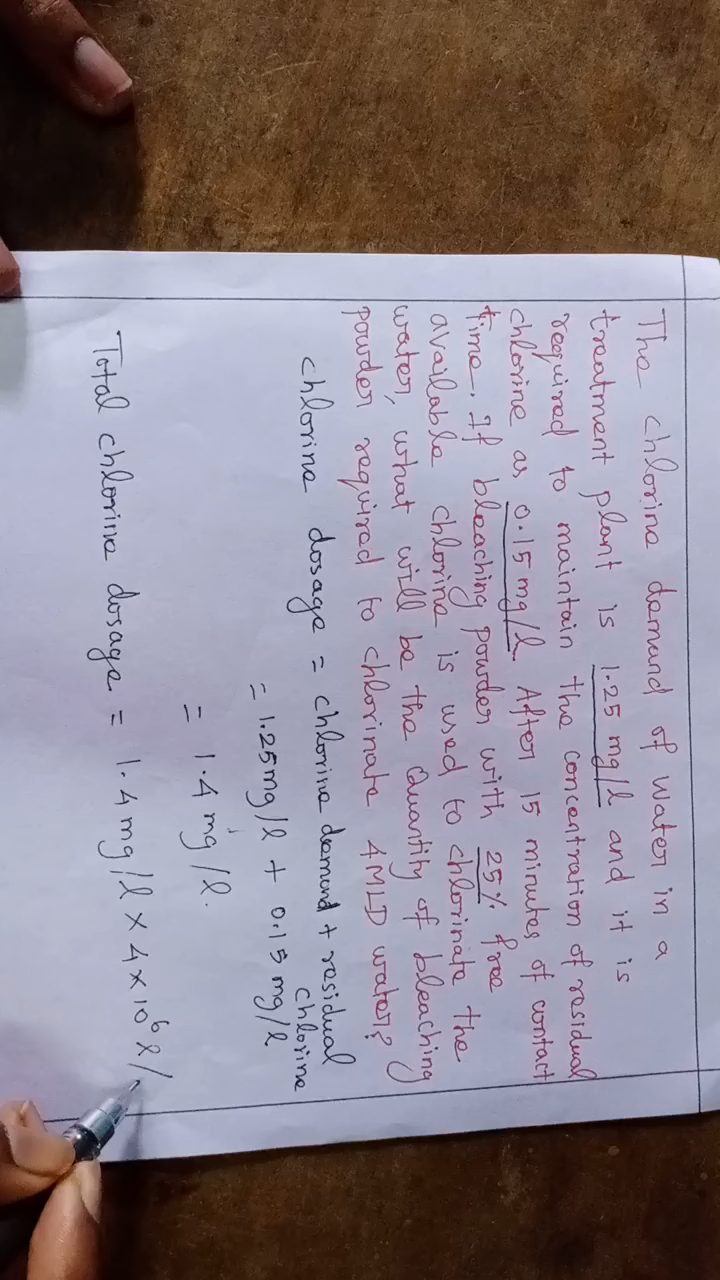 The chlorine demand of water in a
treatment plant is 1.25 mg/l and it is
required to maintain the concentration of residual
chlorine as 0.15 mg/l. After 15 minutes of contact
time. If bleaching powder with 25% free
available chlorine is used to chlorinate the
water, what will be the Quantity of bleaching
powder required to chlorinate 4MLD water?
chlorine dosage = chlorine demand + residual
chlorine
= 1.25mg/l + 0.15 mg/l
= 1.4 mg/l.
Total chlorine dosage = 1.4 mg/l × 4×10⁶ l/